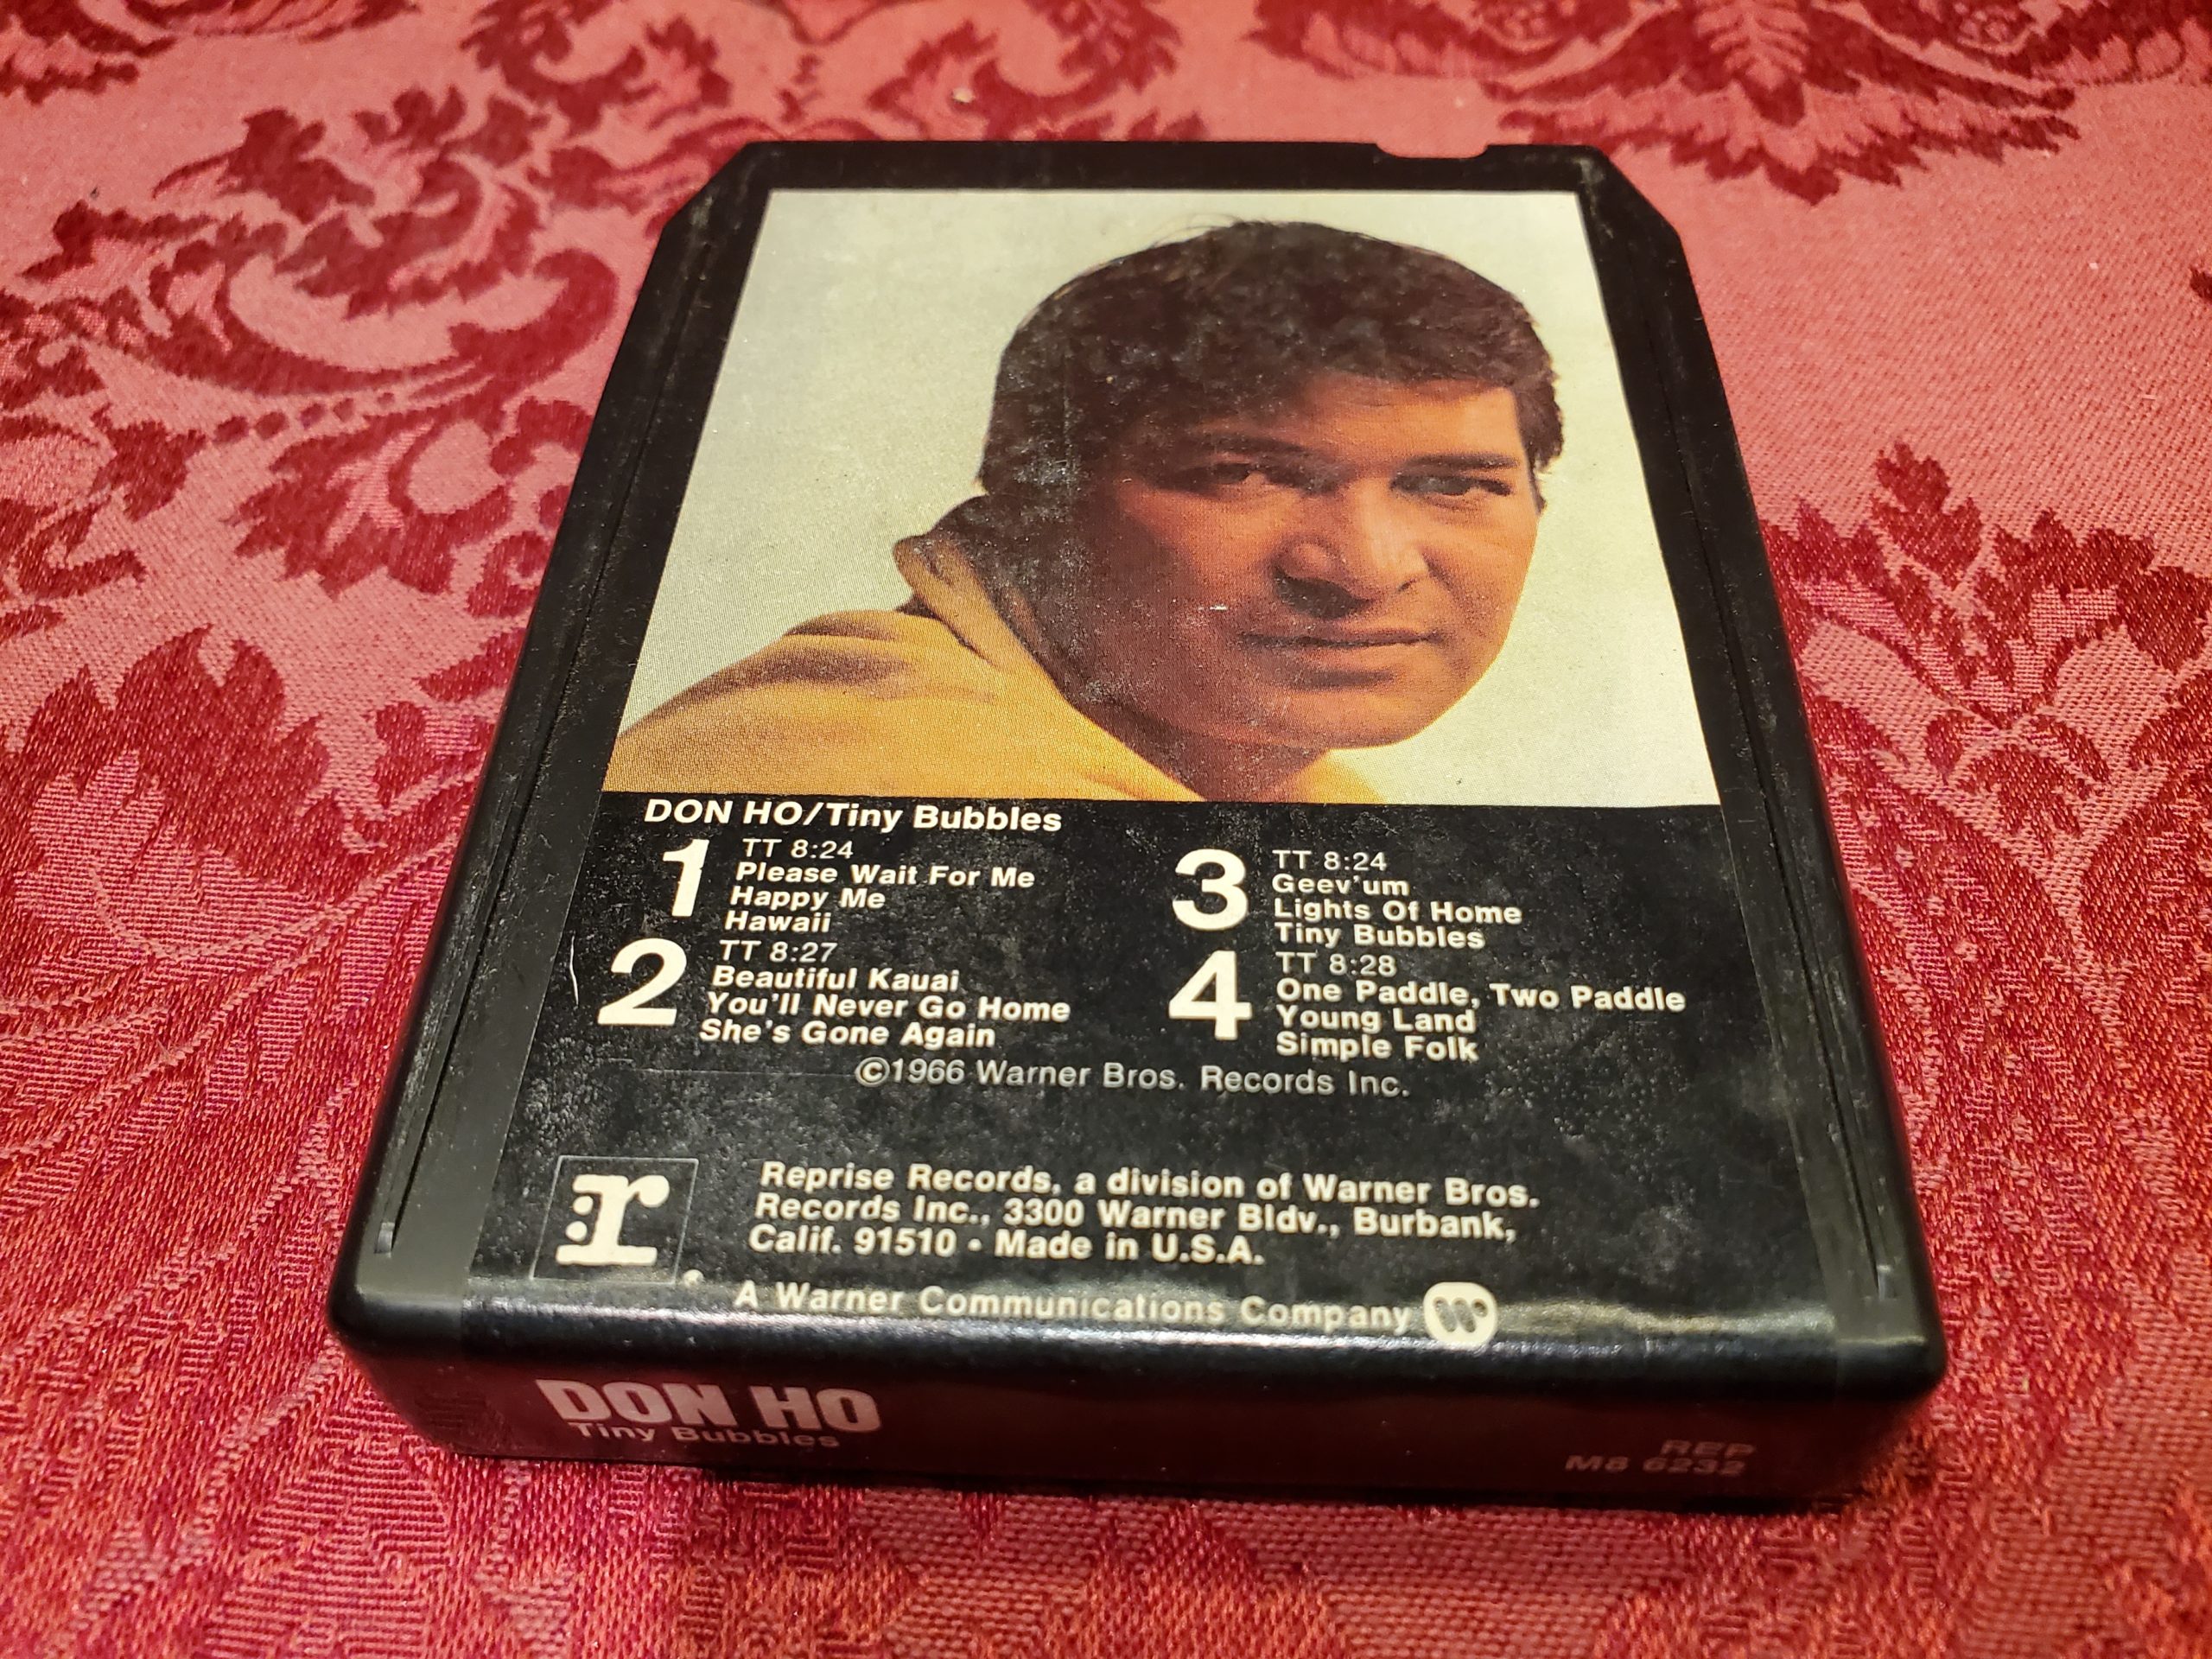 DON HO/Tiny Bubbles
1
TT 8:24
Please Wait For Me
Happy Me
Hawaii
2
TT 8:27
Beautiful Kauai
You'll Never Go Home
She's Gone Again
3
TT 8:24
Geev'um
Lights Of Home
Tiny Bubbles
4
TT 8:28
One Paddle, Two Paddle
Young Land
Simple Folk
©1966 Warner Bros. Records Inc.
:r
Reprise Records, a division of Warner Bros.
Records Inc., 3300 Warner Bldv., Burbank,
Calif. 91510 • Made in U.S.A.
A Warner Communications Company
DON HO
Tiny Bubbles
REP
M8 6232